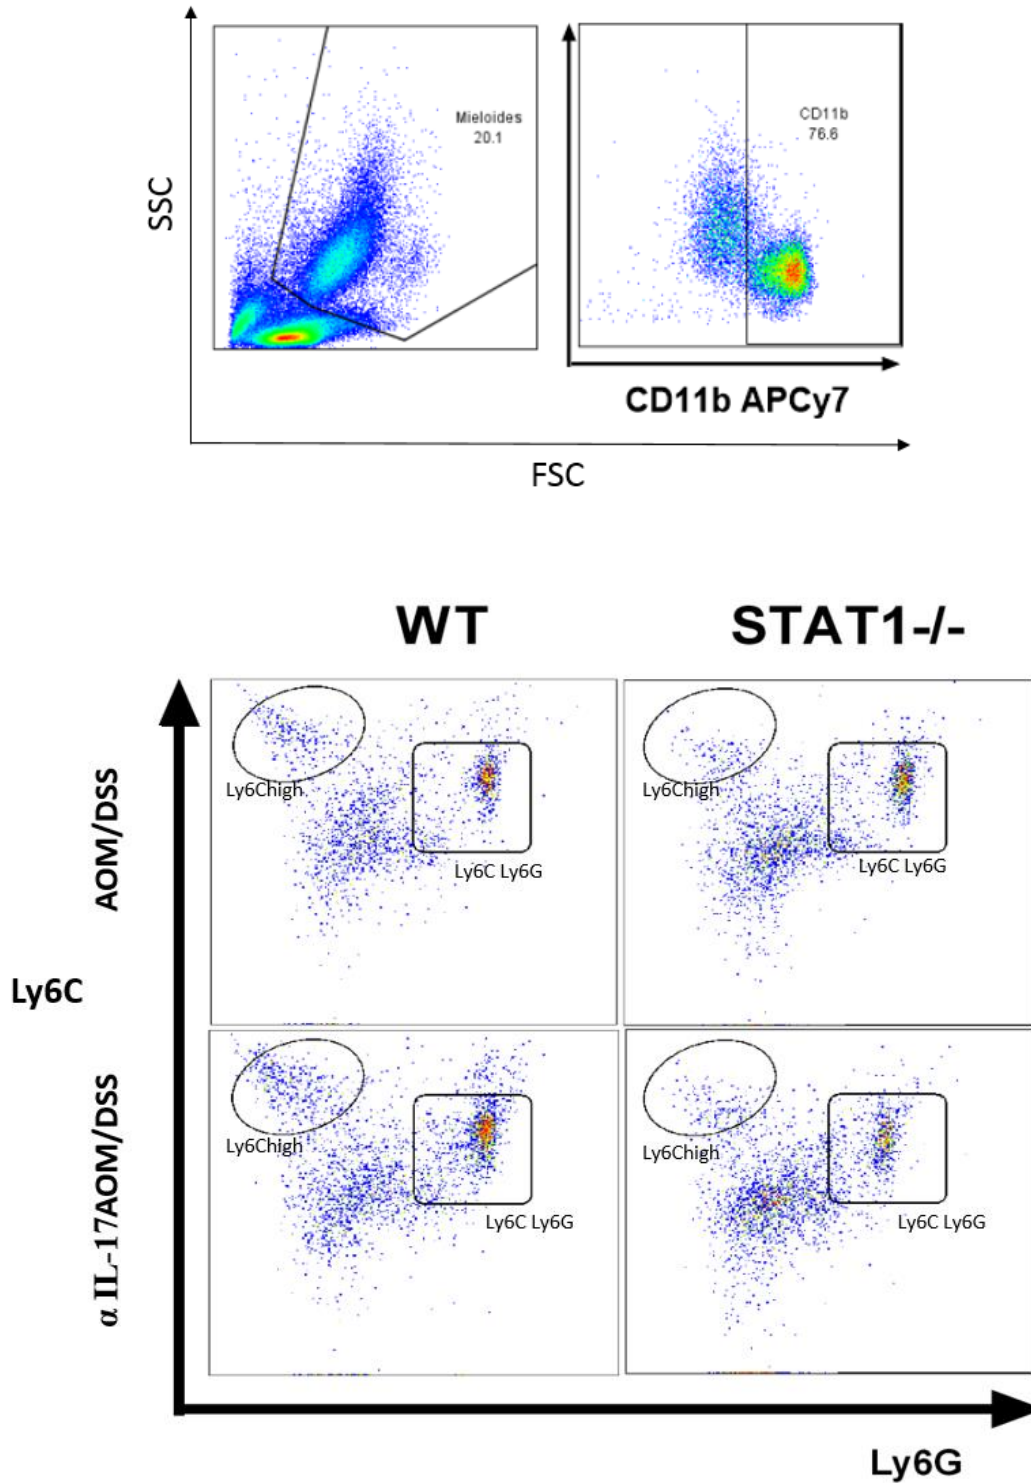 SSC
Mieloides
20.1
CD11b
76.6
CD11b APCy7
FSC
WT
STAT1-/-
AOM/DSS
Ly6Chigh
Ly6C Ly6G
Ly6Chigh
Ly6C Ly6G
Ly6C
α IL-17AOM/DSS
Ly6Chigh
Ly6C Ly6G
Ly6Chigh
Ly6C Ly6G
Ly6G